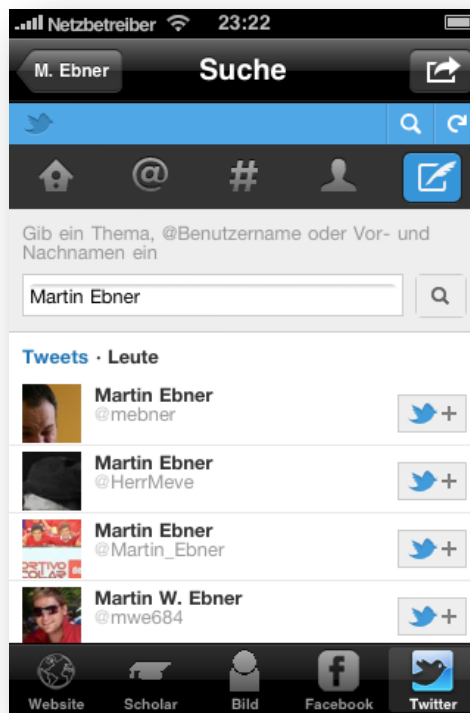 Netzbetreiber 23:22
M. Ebner Suche
@ #
Gib ein Thema, @Benutzername oder Vor- und
Nachnamen ein
Martin Ebner
Tweets · Leute
Martin Ebner
@mebner
Martin Ebner
@HerrMeve
Martin Ebner
@Martin_Ebner
Martin W. Ebner
@mwe684
Website Scholar Bild Facebook Twitter